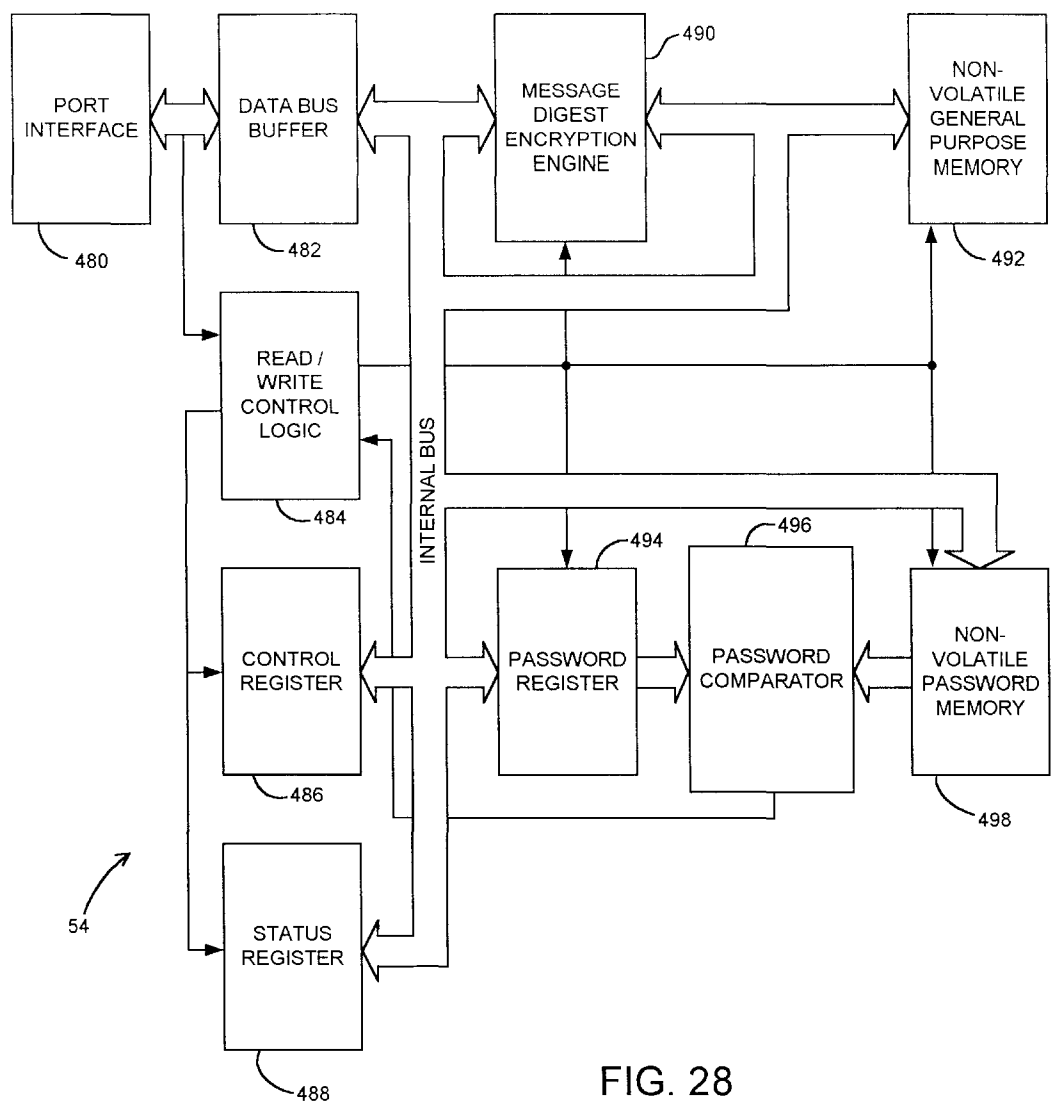 PORT
INTERFACE
480
DATA BUS
BUFFER
482
MESSAGE
DIGEST
ENCRYPTION
ENGINE
490
NON-
VOLATILE
GENERAL
PURPOSE
MEMORY
492
READ /
WRITE
CONTROL
LOGIC
484
INTERNAL BUS
CONTROL
REGISTER
486
PASSWORD
REGISTER
494
PASSWORD
COMPARATOR
496
NON-
VOLATILE
PASSWORD
MEMORY
498
STATUS
REGISTER
488
54
FIG. 28